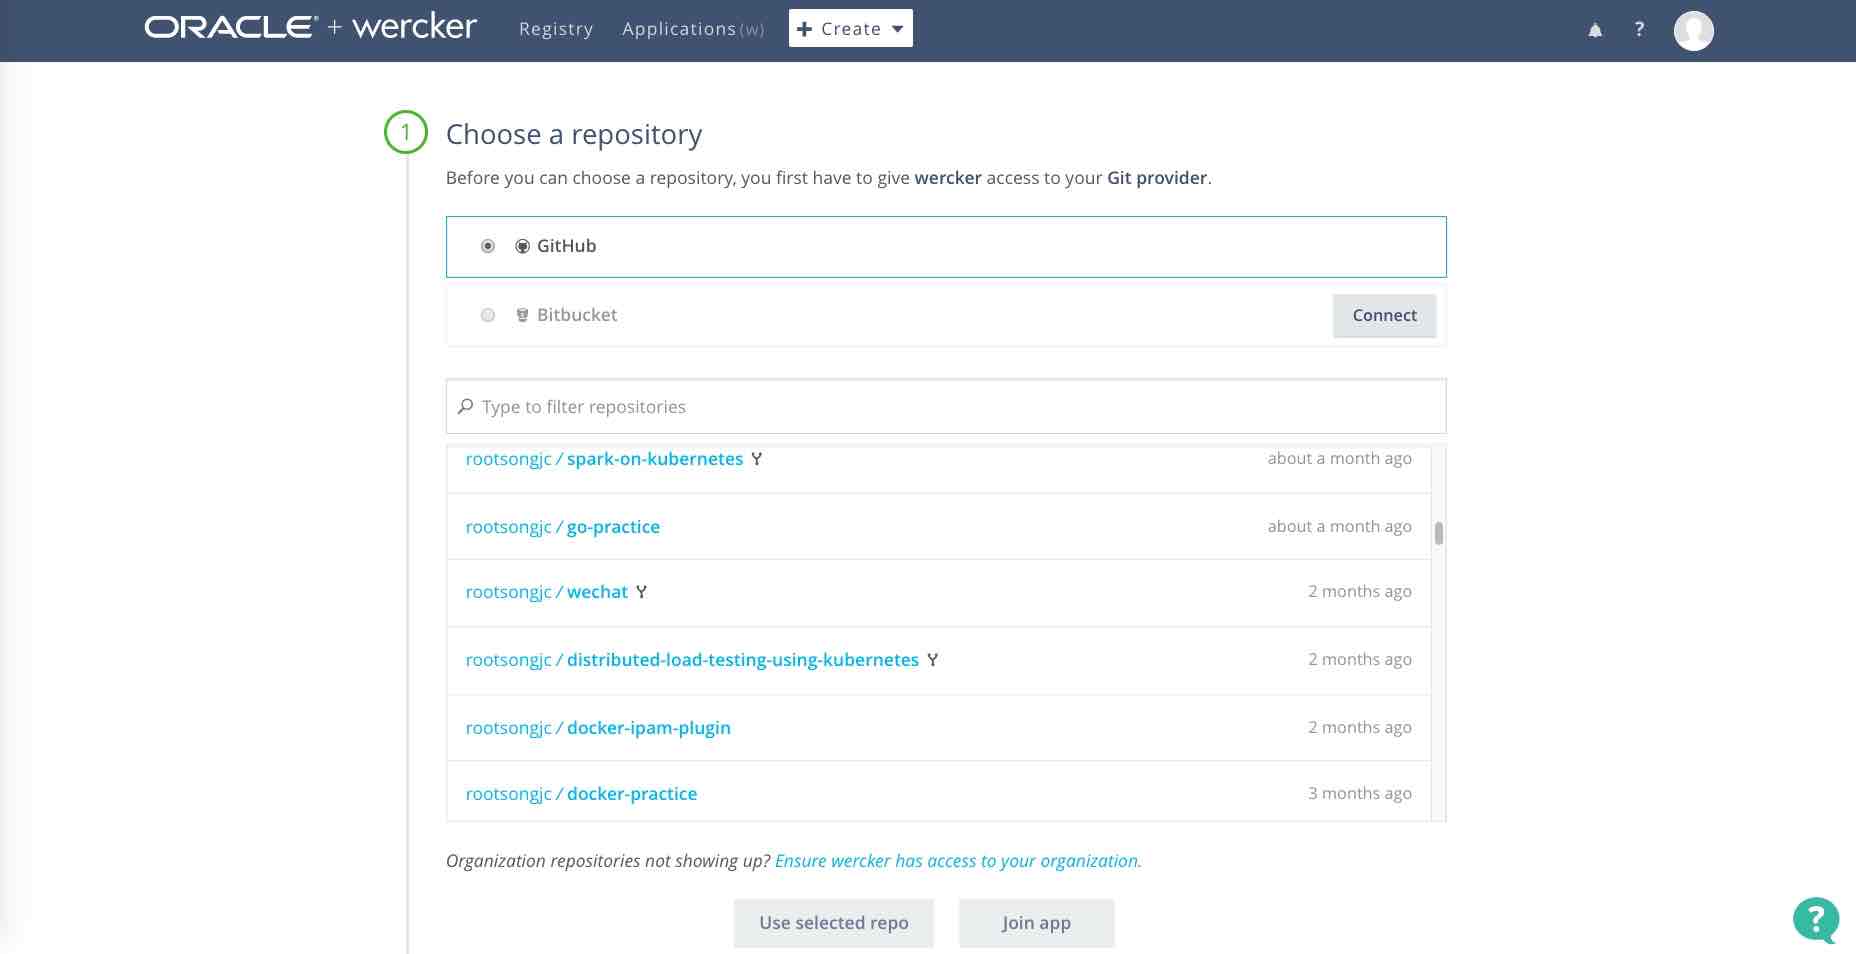 ORACLE® + wercker Registry Applications (w) + Create ?
1 Choose a repository
Before you can choose a repository, you first have to give wercker access to your Git provider.
GitHub
Bitbucket Connect
Type to filter repositories
rootsongjc / spark-on-kubernetes about a month ago
rootsongjc / go-practice about a month ago
rootsongjc / wechat 2 months ago
rootsongjc / distributed-load-testing-using-kubernetes 2 months ago
rootsongjc / docker-ipam-plugin 2 months ago
rootsongjc / docker-practice 3 months ago
Organization repositories not showing up? Ensure wercker has access to your organization.
Use selected repo Join app
?